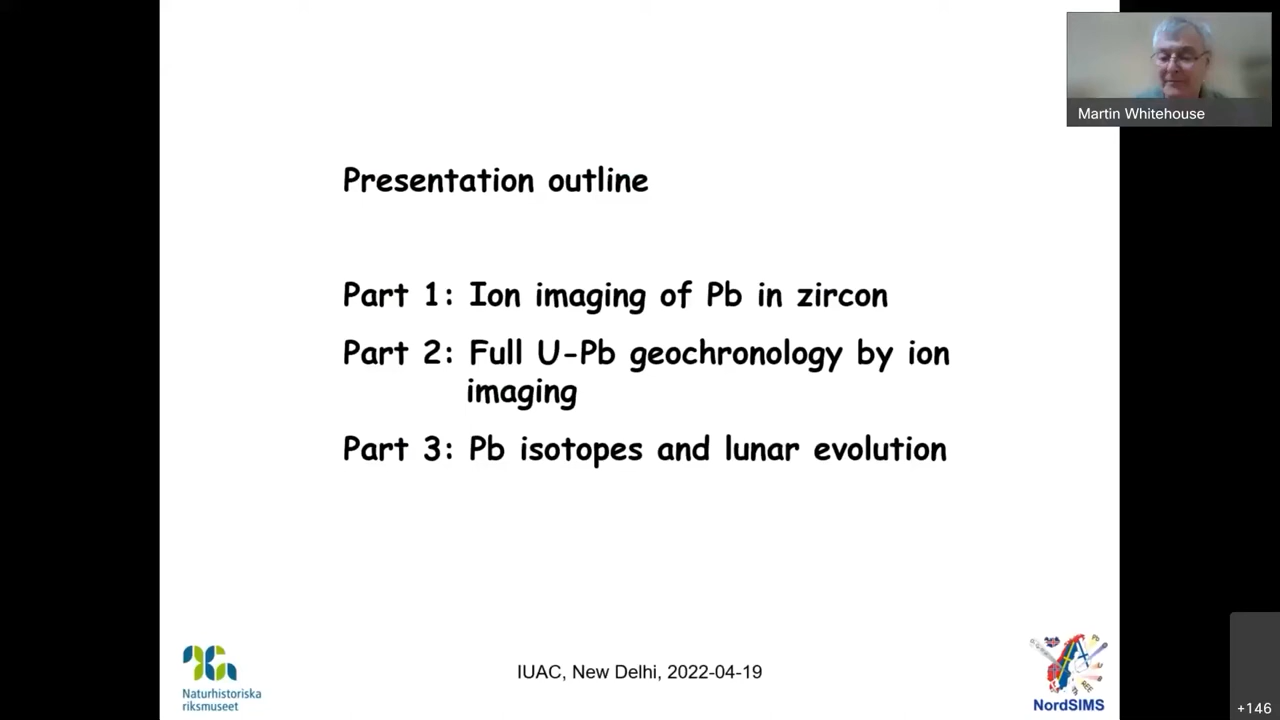 Martin Whitehouse
Presentation outline
Part 1: Ion imaging of Pb in zircon
Part 2: Full U-Pb geochronology by ion
imaging
Part 3: Pb isotopes and lunar evolution
Naturhistoriska
riksmuseet
IUAC, New Delhi, 2022-04-19
NordSIMS
+146